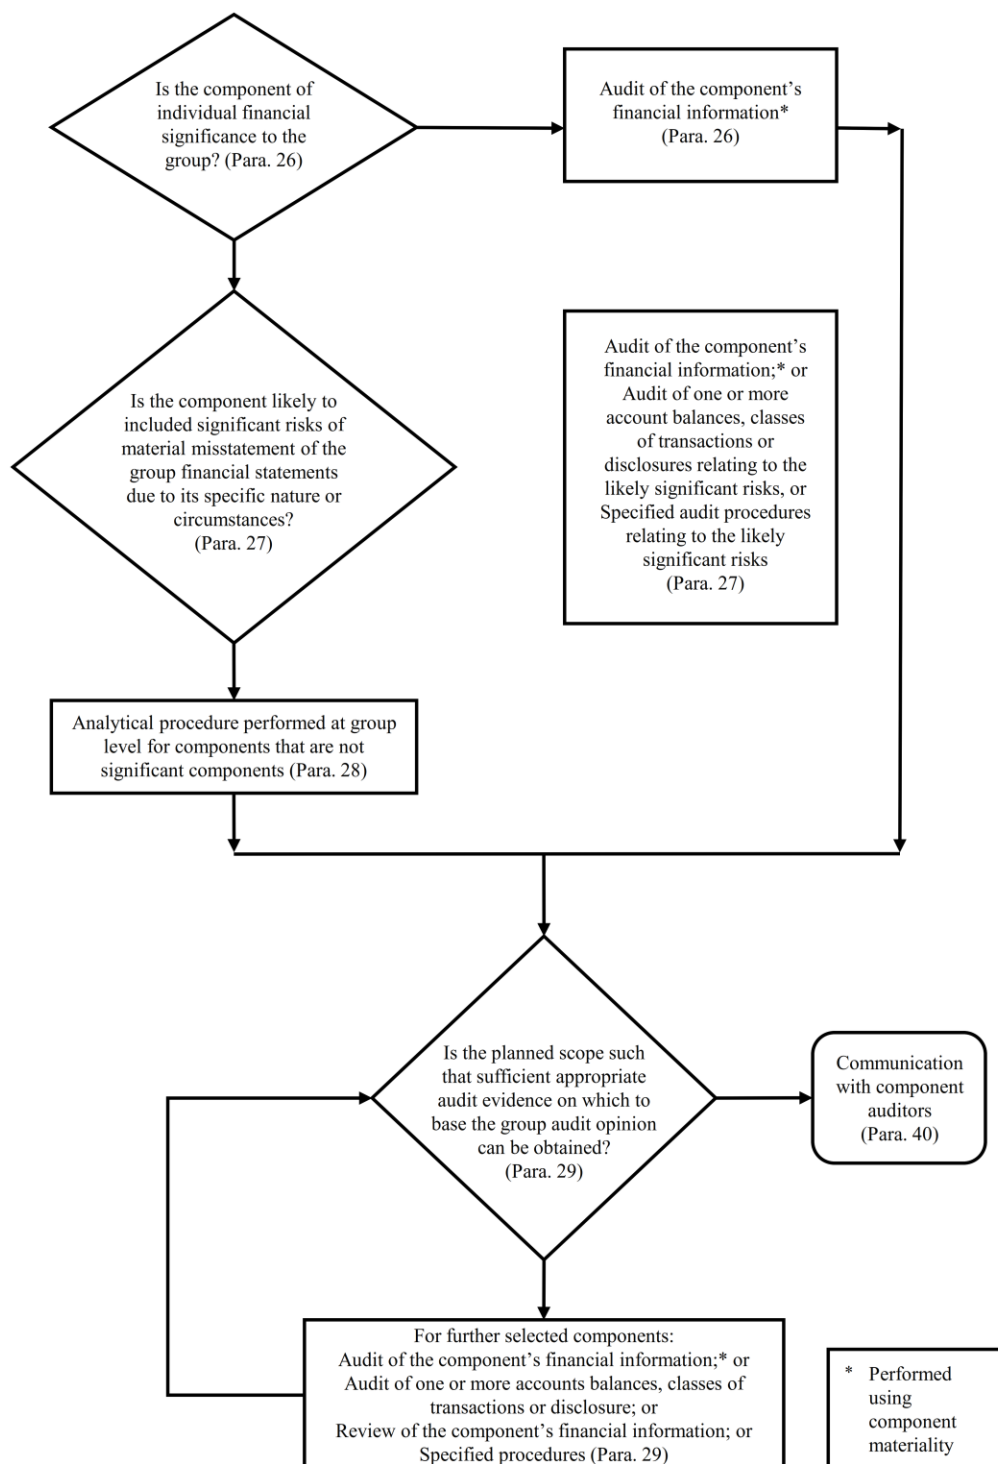 Is the component of
individual financial
significance to the
group? (Para. 26)
Audit of the component’s
financial information*
(Para. 26)
Is the component likely to
included significant risks of
material misstatement of the
group financial statements
due to its specific nature or
circumstances?
(Para. 27)
Audit of the component’s
financial information;* or
Audit of one or more
account balances, classes
of transactions or
disclosures relating to the
likely significant risks, or
Specified audit procedures
relating to the likely
significant risks
(Para. 27)
Analytical procedure performed at group
level for components that are not
significant components (Para. 28)
Is the planned scope such
that sufficient appropriate
audit evidence on which to
base the group audit opinion
can be obtained?
(Para. 29)
Communication
with component
auditors
(Para. 40)
For further selected components:
Audit of the component’s financial information;* or
Audit of one or more accounts balances, classes of
transactions or disclosure; or
Review of the component’s financial information; or
Specified procedures (Para. 29)
* Performed
using
component
materiality